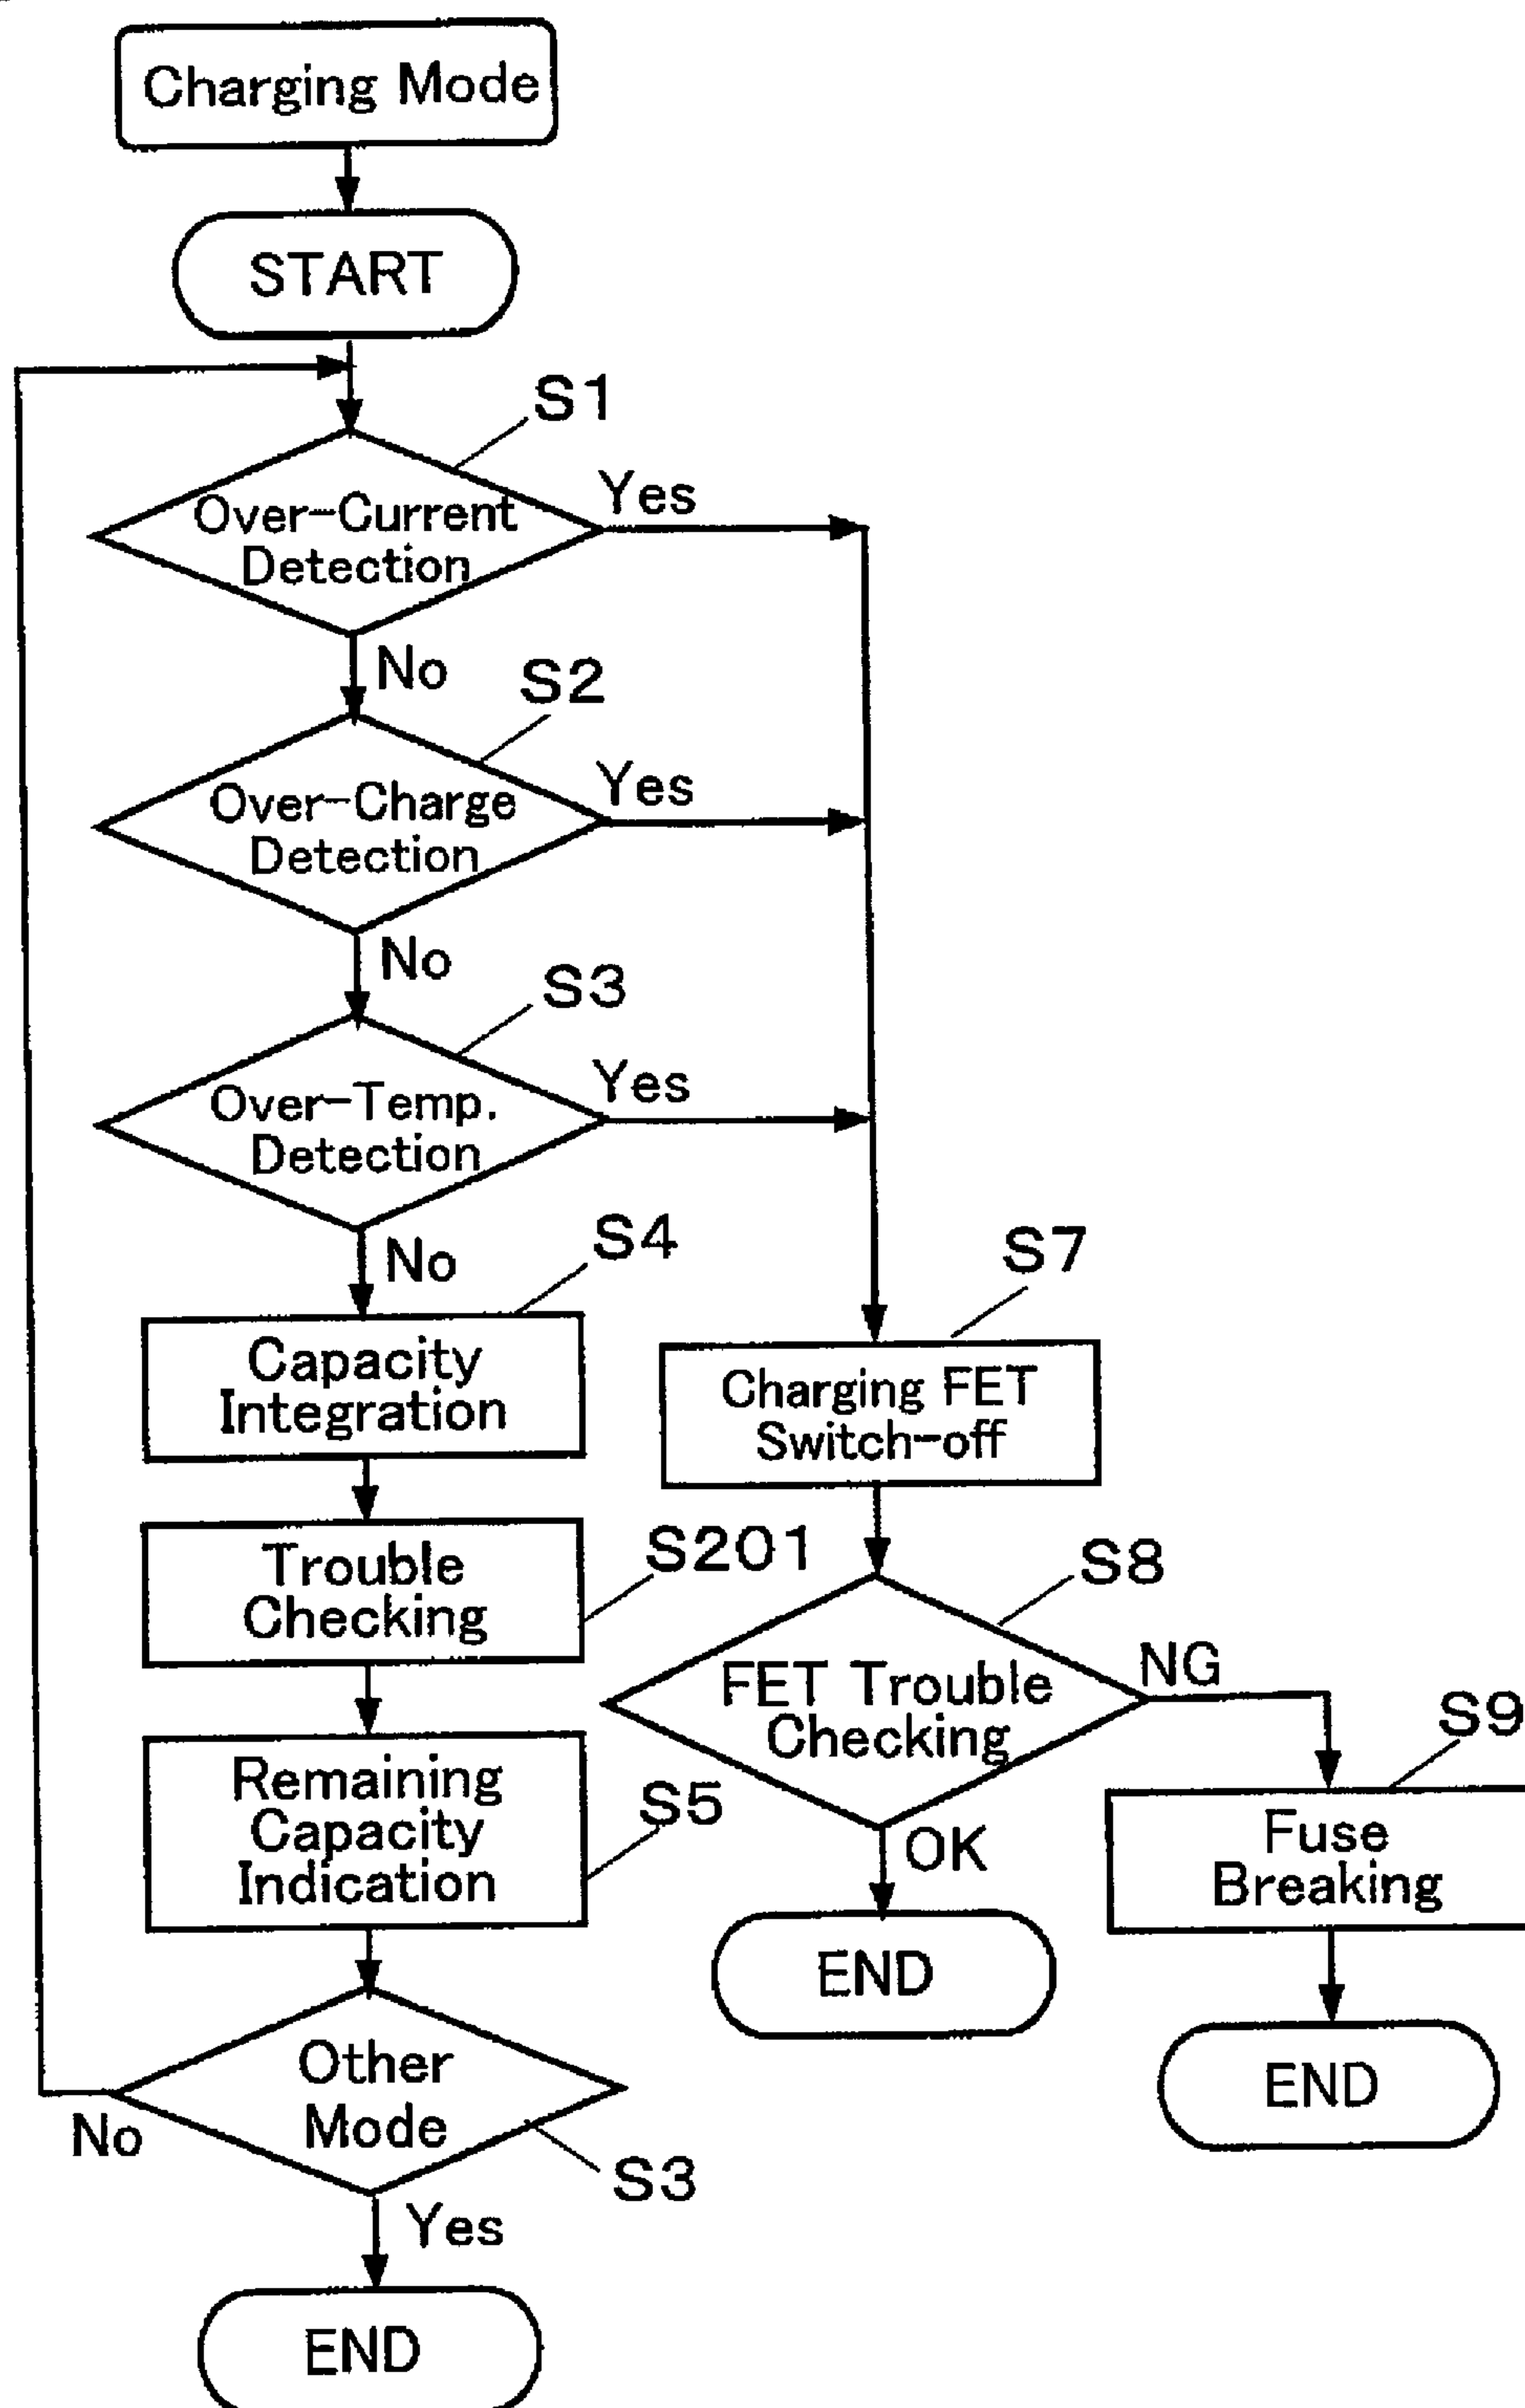 Charging Mode
START
S1
Over-Current
Detection
Yes
No
S2
Over-Charge
Detection
Yes
No
S3
Over-Temp.
Detection
Yes
No
S4
Capacity
Integration
S7
Charging FET
Switch-off
Trouble
Checking
S201
S8
FET Trouble
Checking
NG
OK
S9
Fuse
Breaking
Remaining
Capacity
Indication
S5
END
END
Other
Mode
No
S3
Yes
END